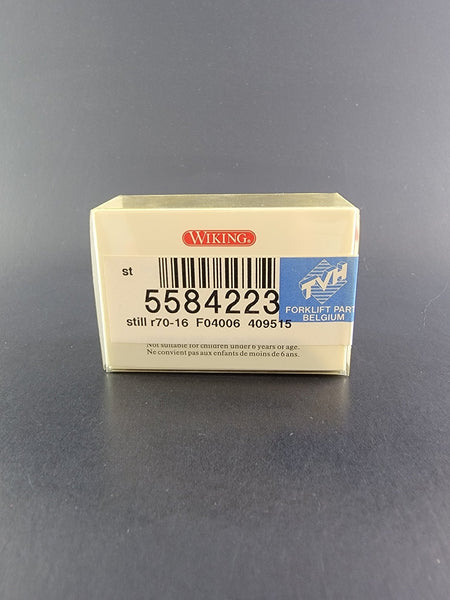 WIKING®
st
TVH
5584223
FORKLIFT PAR
BELGIUM
still r70-16 F04006 409515
Not suitable for children under 6 years of age.
Ne convient pas aux enfants de moins de 6 ans.